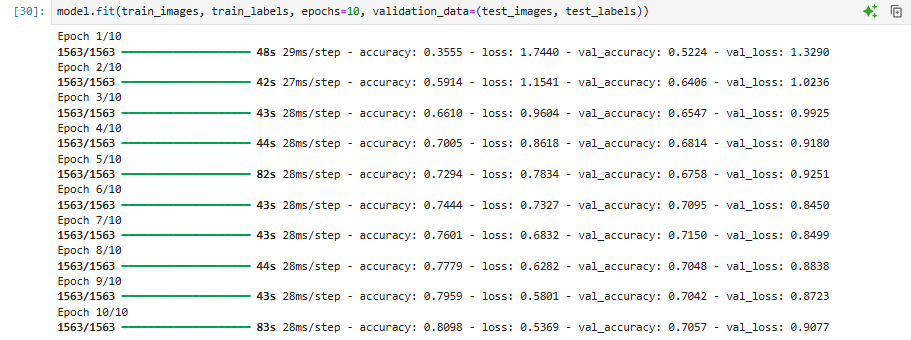 [30]: model.fit(train_images, train_labels, epochs=10, validation_data=(test_images, test_labels))
Epoch 1/10
1563/1563 48s 29ms/step - accuracy: 0.3555 - loss: 1.7440 - val_accuracy: 0.5224 - val_loss: 1.3290
Epoch 2/10
1563/1563 42s 27ms/step - accuracy: 0.5914 - loss: 1.1541 - val_accuracy: 0.6406 - val_loss: 1.0236
Epoch 3/10
1563/1563 43s 28ms/step - accuracy: 0.6610 - loss: 0.9604 - val_accuracy: 0.6547 - val_loss: 0.9925
Epoch 4/10
1563/1563 44s 28ms/step - accuracy: 0.7005 - loss: 0.8618 - val_accuracy: 0.6814 - val_loss: 0.9180
Epoch 5/10
1563/1563 82s 28ms/step - accuracy: 0.7294 - loss: 0.7834 - val_accuracy: 0.6758 - val_loss: 0.9251
Epoch 6/10
1563/1563 43s 28ms/step - accuracy: 0.7444 - loss: 0.7327 - val_accuracy: 0.7095 - val_loss: 0.8450
Epoch 7/10
1563/1563 43s 28ms/step - accuracy: 0.7601 - loss: 0.6832 - val_accuracy: 0.7150 - val_loss: 0.8499
Epoch 8/10
1563/1563 44s 28ms/step - accuracy: 0.7779 - loss: 0.6282 - val_accuracy: 0.7048 - val_loss: 0.8838
Epoch 9/10
1563/1563 43s 28ms/step - accuracy: 0.7959 - loss: 0.5801 - val_accuracy: 0.7042 - val_loss: 0.8723
Epoch 10/10
1563/1563 83s 28ms/step - accuracy: 0.8098 - loss: 0.5369 - val_accuracy: 0.7057 - val_loss: 0.9077